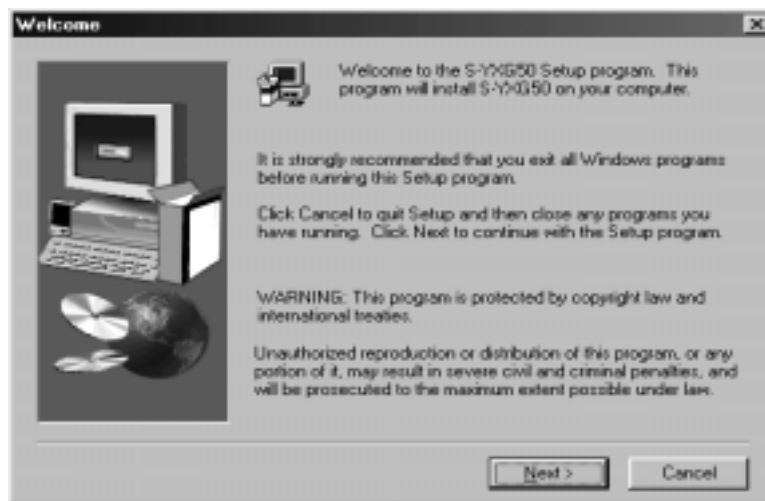 Welcome
Welcome to the S-YXG50 Setup program. This
program will install S-YXG50 on your computer.
It is strongly recommended that you exit all Windows programs
before running this Setup program.
Click Cancel to quit Setup and then close any programs you
have running. Click Next to continue with the Setup program.
WARNING: This program is protected by copyright law and
international treaties.
Unauthorized reproduction or distribution of this program, or any
portion of it, may result in severe civil and criminal penalties, and
will be prosecuted to the maximum extent possible under law.
Next >
Cancel